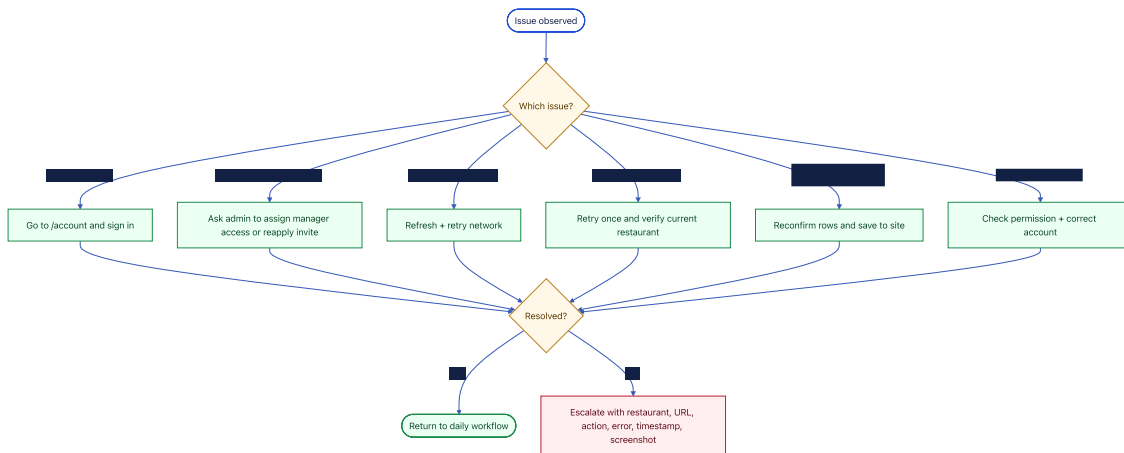 Issue observed
Which issue?
Go to /account and sign in
Ask admin to assign manager
access or reapply invite
Refresh + retry network
Retry once and verify current
restaurant
Reconfirm rows and save to site
Check permission + correct
account
Resolved?
Return to daily workflow
Escalate with restaurant, URL,
action, error, timestamp,
screenshot